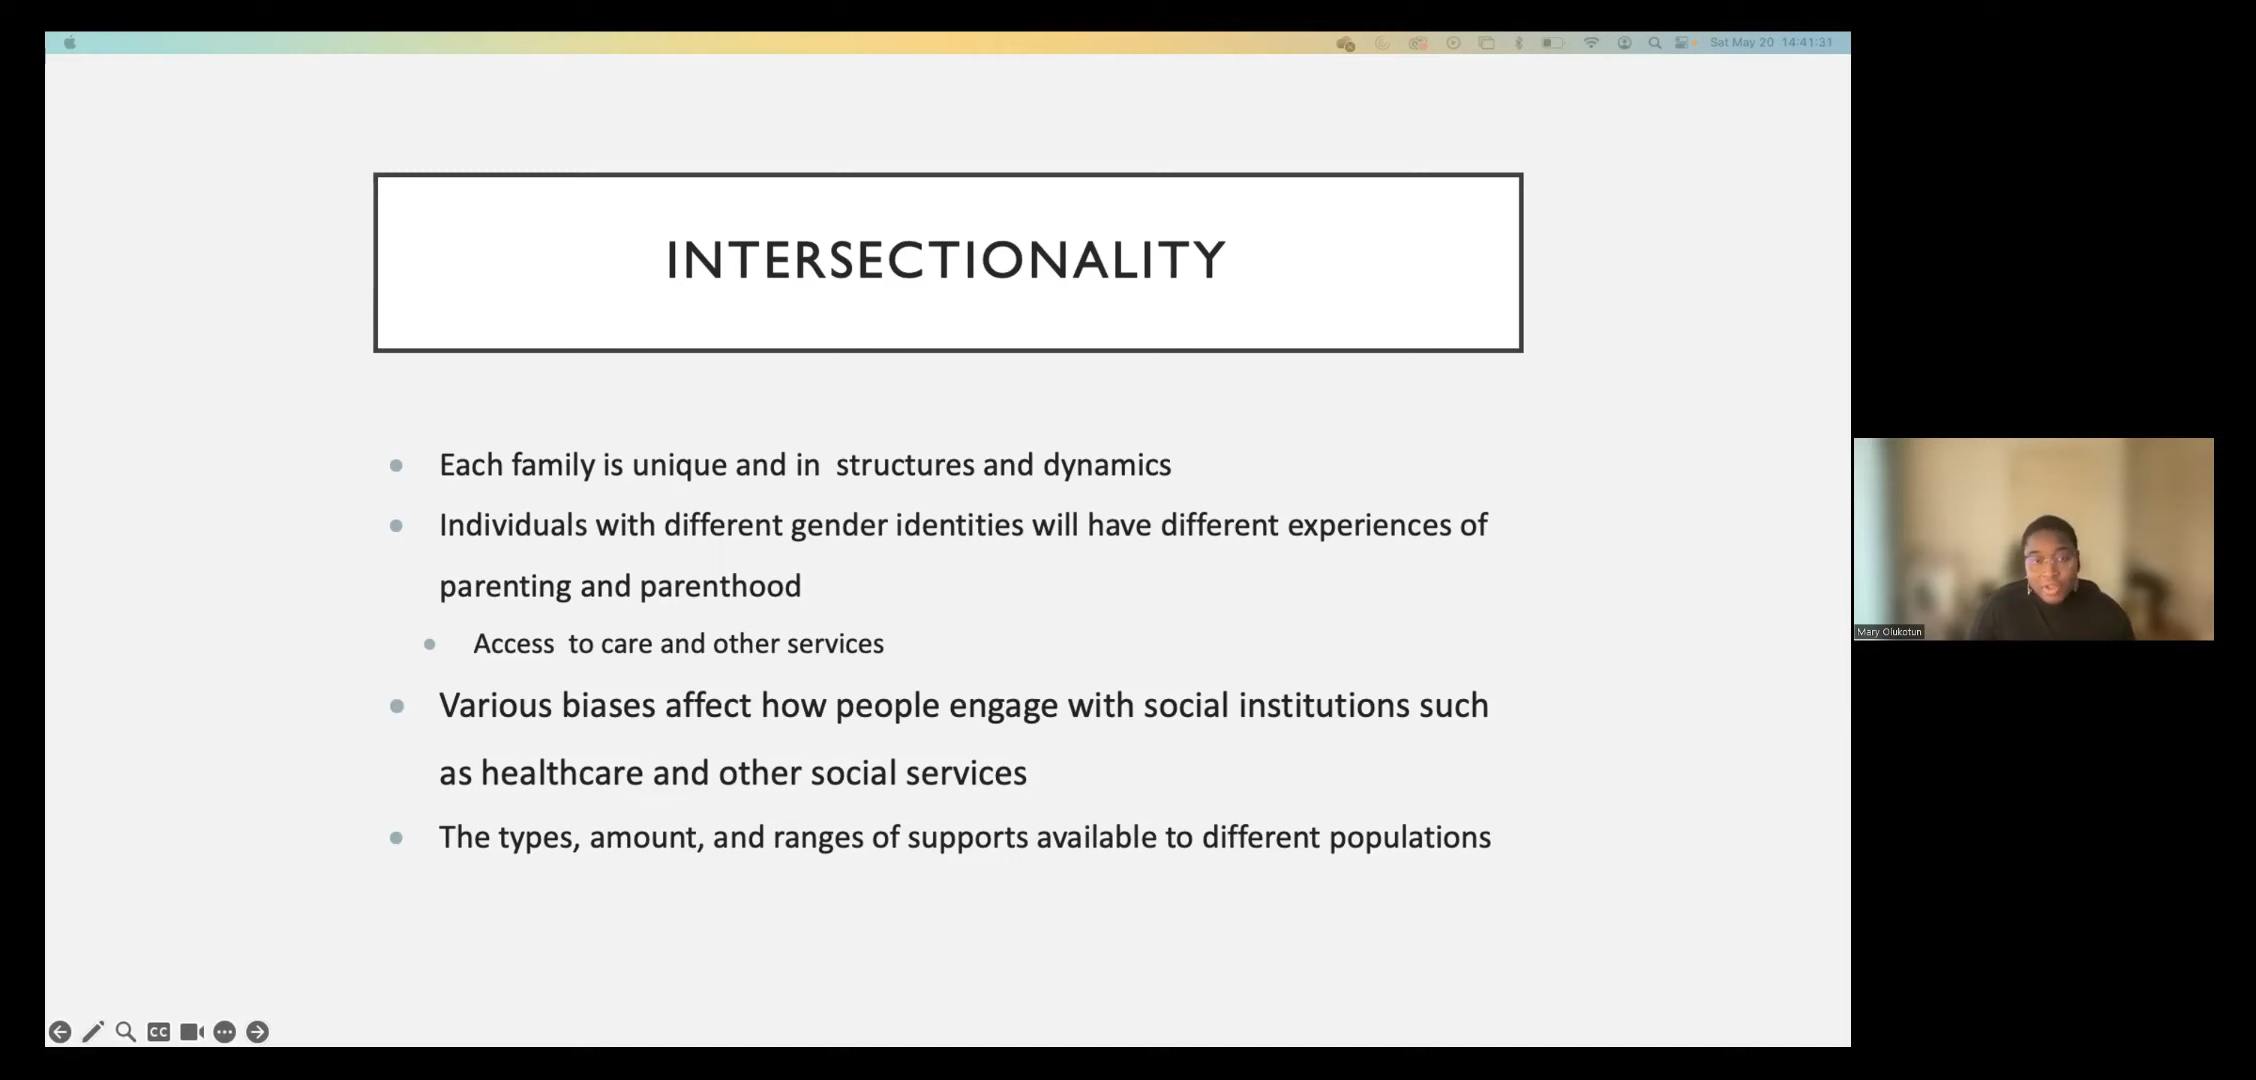 Sat May 20 14:41:31
INTERSECTIONALITY
Each family is unique and in structures and dynamics
Individuals with different gender identities will have different experiences of
parenting and parenthood
Access to care and other services
Various biases affect how people engage with social institutions such
as healthcare and other social services
The types, amount, and ranges of supports available to different populations
Mary Olukotun
CC